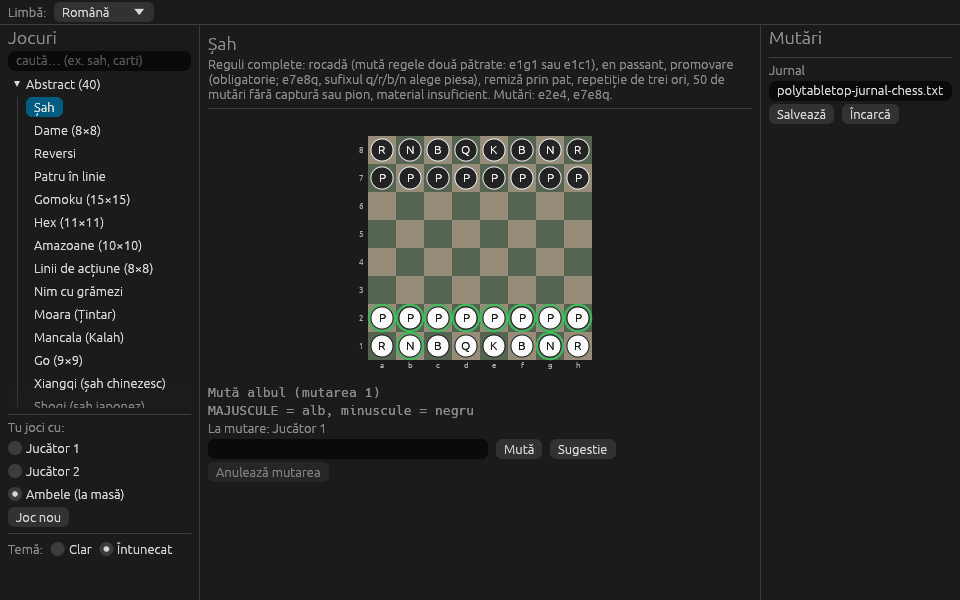 Limbă: Română
Jocuri
caută... (ex. sah, carti)
Abstract (40)
Șah
Dame (8×8)
Reversi
Patru în linie
Gomoku (15×15)
Hex (11×11)
Amazoane (10×10)
Linii de acțiune (8×8)
Nim cu grămezi
Moara (Țintar)
Mancala (Kalah)
Go (9×9)
Xiangqi (șah chinezesc)
Shogi (șah japonez)
Tu joci cu:
Jucător 1
Jucător 2
Ambele (la masă)
Joc nou
Temă: Clar Întunecat
Șah
Reguli complete: rocadă (mută regele două pătrate: e1g1 sau e1c1), en passant, promovare
(obligatorie; e7e8q, sufixul q/r/b/n alege piesa), remiză prin pat, repetiție de trei ori, 50 de
mutări fără captură sau pion, material insuficient. Mutări: e2e4, e7e8q.
8 R N B Q K B N R
7 P P P P P P P P
6
5
4
3
2 P P P P P P P P
1 R N B Q K B N R
a b c d e f g h
Mută albul (mutarea 1)
MAJUSCULE = alb, minuscule = negru
La mutare: Jucător 1
Mută Sugestie
Anulează mutarea
Mutări
Jurnal
polytabletop-jurnal-chess.txt
Salvează Încarcă